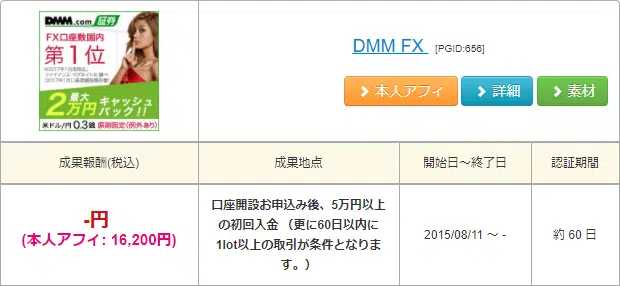 DMM.com 証券
FX口座数国内
第1位
最大
2万円 キャッシュ
バック!!
米ドル/円 0.3銭 原則固定(例外あり)
DMM FX [PGID:656]
本人アフィ 詳細 素材
成果報酬(税込) 成果地点 開始日～終了日 認証期間
-円
(本人アフィ: 16,200円)
口座開設お申込み後、5万円以上
の初回入金 (更に60日以内に
1lot以上の取引が条件となりま
す。)
2015/08/11 ～ -
約 60 日